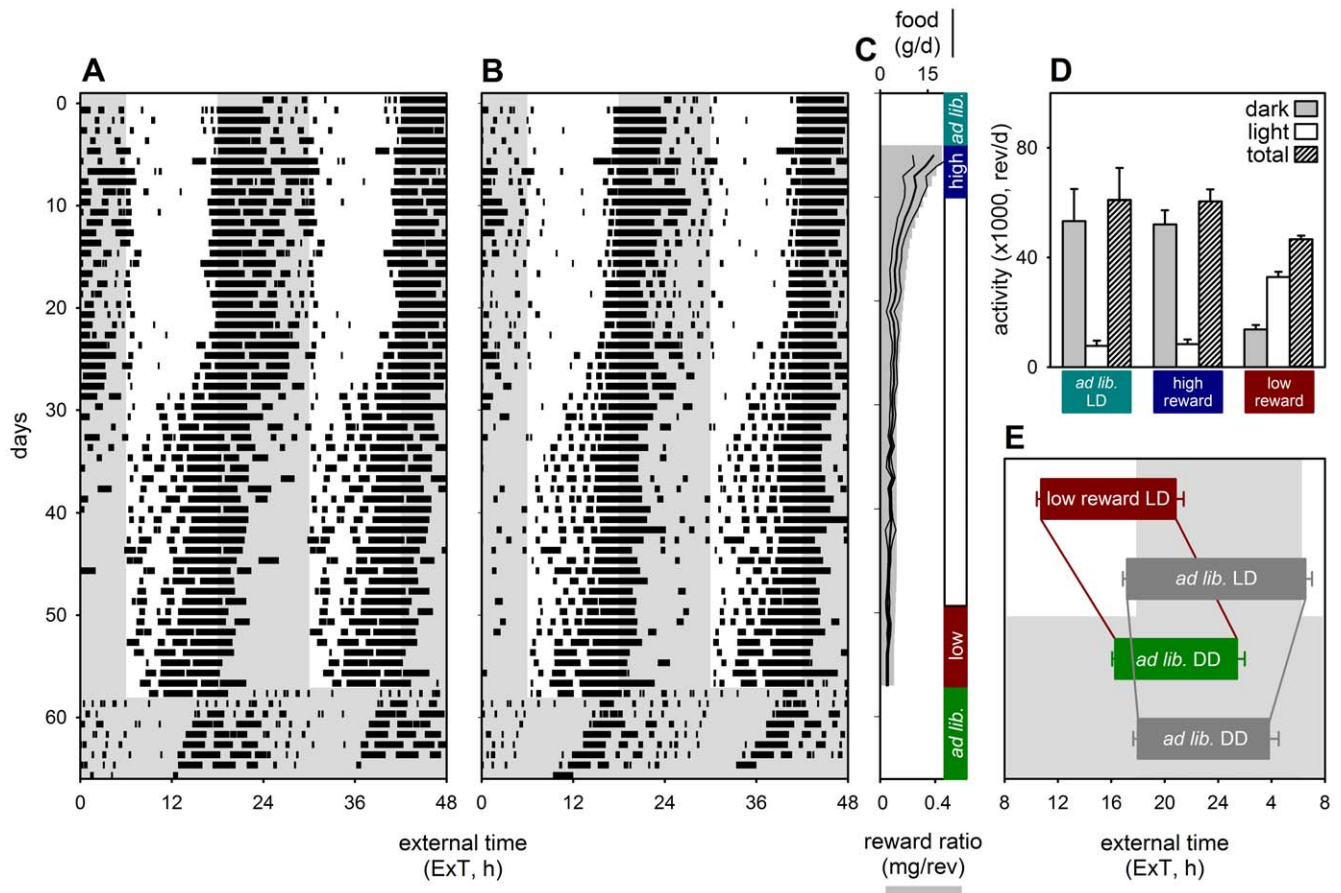 A
0
10
20
30
40
50
60
days
0
12
24
36
48
B
0
12
24
36
48
external time
(ExT, h)
C
food
(g/d)
0
15
ad lib.
high
low
ad lib.
0
0.4
reward ratio
(mg/rev)
D
activity (x1000, rev/d)
80
40
0
dark
light
total
ad lib.
LD
high
reward
low
reward
E
low reward LD
ad lib. LD
ad lib. DD
ad lib. DD
8
12
16
20
24
4
8
external time
(ExT, h)